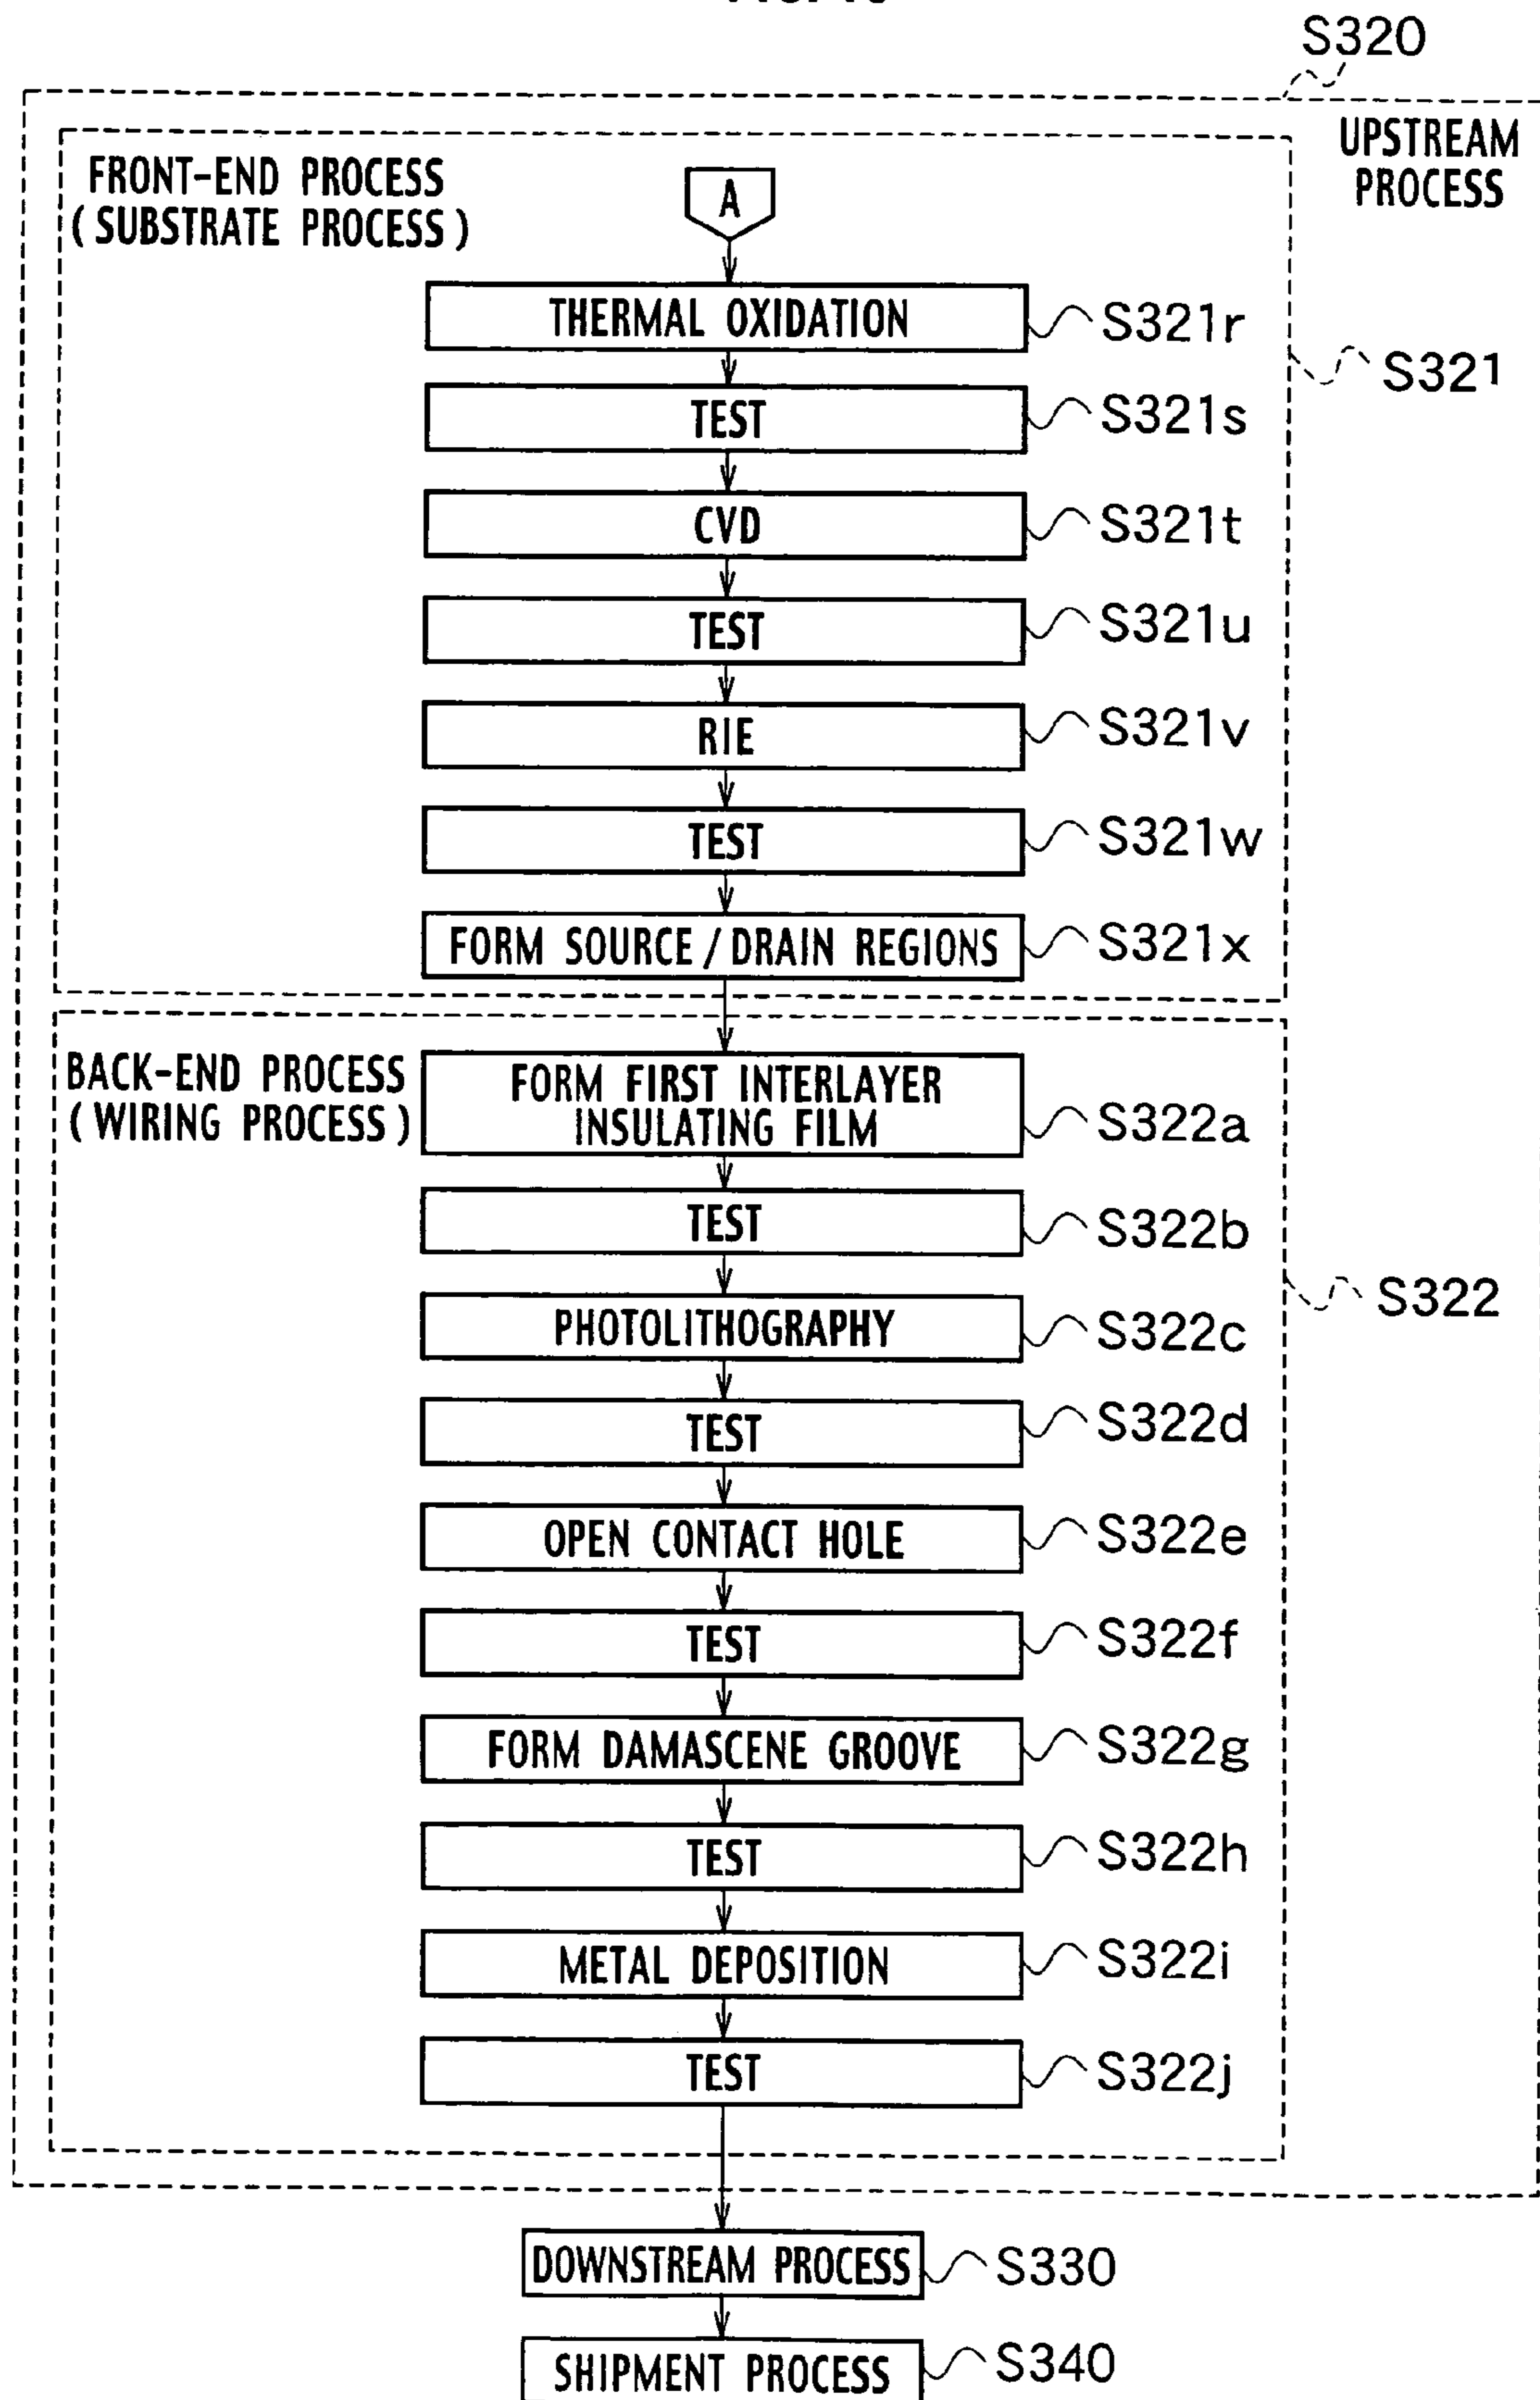 S320
UPSTREAM
PROCESS
FRONT-END PROCESS
(SUBSTRATE PROCESS)
A
THERMAL OXIDATION
S321r
S321
TEST
S321s
CVD
S321t
TEST
S321u
RIE
S321v
TEST
S321w
FORM SOURCE/DRAIN REGIONS
S321x
BACK-END PROCESS
(WIRING PROCESS)
FORM FIRST INTERLAYER
INSULATING FILM
S322a
TEST
S322b
S322
PHOTOLITHOGRAPHY
S322c
TEST
S322d
OPEN CONTACT HOLE
S322e
TEST
S322f
FORM DAMASCENE GROOVE
S322g
TEST
S322h
METAL DEPOSITION
S322i
TEST
S322j
DOWNSTREAM PROCESS
S330
SHIPMENT PROCESS
S340